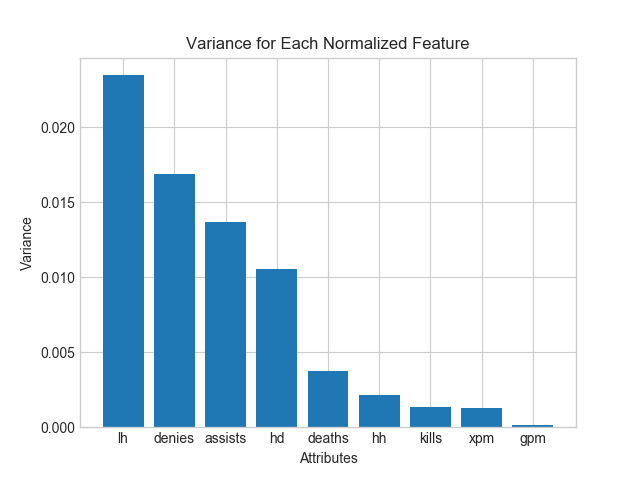 Variance for Each Normalized Feature
0.020
0.015
0.010
0.005
0.000
Variance
lh denies assists hd deaths hh kills xpm gpm
Attributes